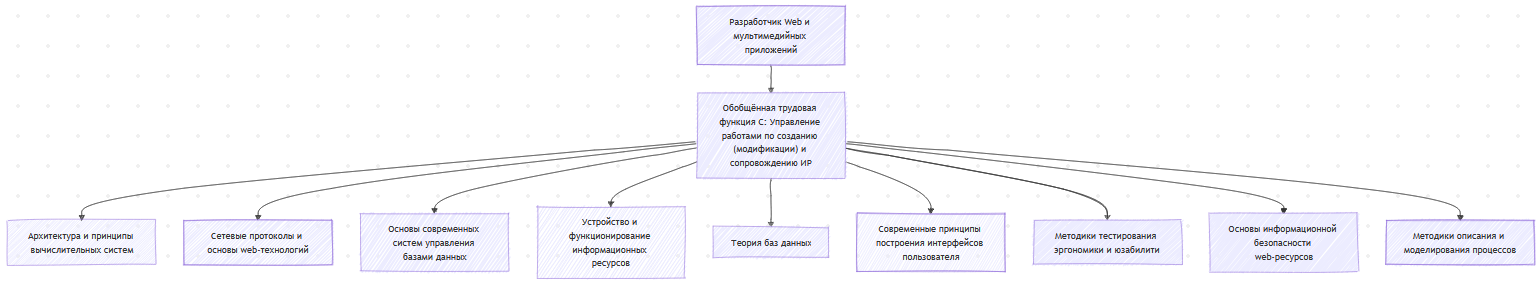 Разработчик Web и
мультимедийных
приложений
Обобщённая трудовая
функция С: Управление
работами по созданию
(модификации) и
сопровождению ИР
Архитектура и принципы
вычислительных систем
Сетевые протоколы и
основы web-технологий
Основы современных
систем управления
базами данных
Устройство и
функционирование
информационных
ресурсов
Теория баз данных
Современные принципы
построения интерфейсов
пользователя
Методики тестирования
эргономики и юзабилити
Основы информационной
безопасности
web-ресурсов
Методики описания и
моделирования процессов